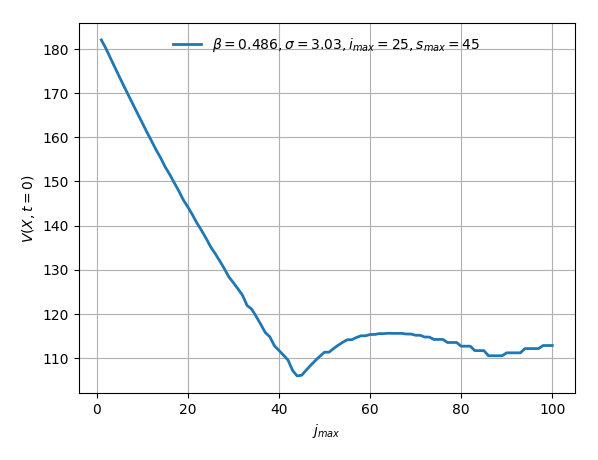 β = 0.486, σ = 3.03, i_max = 25, s_max = 45
180
170
160
150
140
130
120
110
V(X, t = 0)
0 20 40 60 80 100
j_max